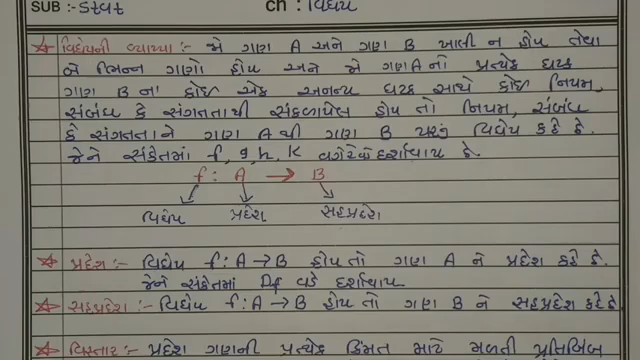 SUB :- Stat ch : વિધેય
વિધેયની વ્યાખ્યા :- જો ગણ A અને ગણ B ખાલી ન હોય તેવા
બે ભિન્ન ગણો હોય અને જો ગણ A નો પ્રત્યેક ઘટક
ગણ B ના કોઈ એક અનન્ય ઘટક સાથે કોઈ નિયમ,
સંબંધ કે સંગતતાથી સંકળાયેલ હોય તો નિયમ, સંબંધ
કે સંગતતાને ગણ A થી ગણ B પરનું વિધેય કહે છે.
જેને સંકેતમાં f, g, h, k વગેરે વડે દર્શાવાય છે.
f : A → B
વિધેય પ્રદેશ સહપ્રદેશ
પ્રદેશ :- વિધેય f : A → B હોય તો ગણ A ને પ્રદેશ કહે છે.
જેને સંકેતમાં Df વડે દર્શાવાય
સહપ્રદેશ :- વિધેય f : A → B હોય તો ગણ B ને સહપ્રદેશ કહે છે.
વિસ્તાર :- પ્રદેશ ગણની પ્રત્યેક કિંમત માટે મળતી પ્રતિબિંબ